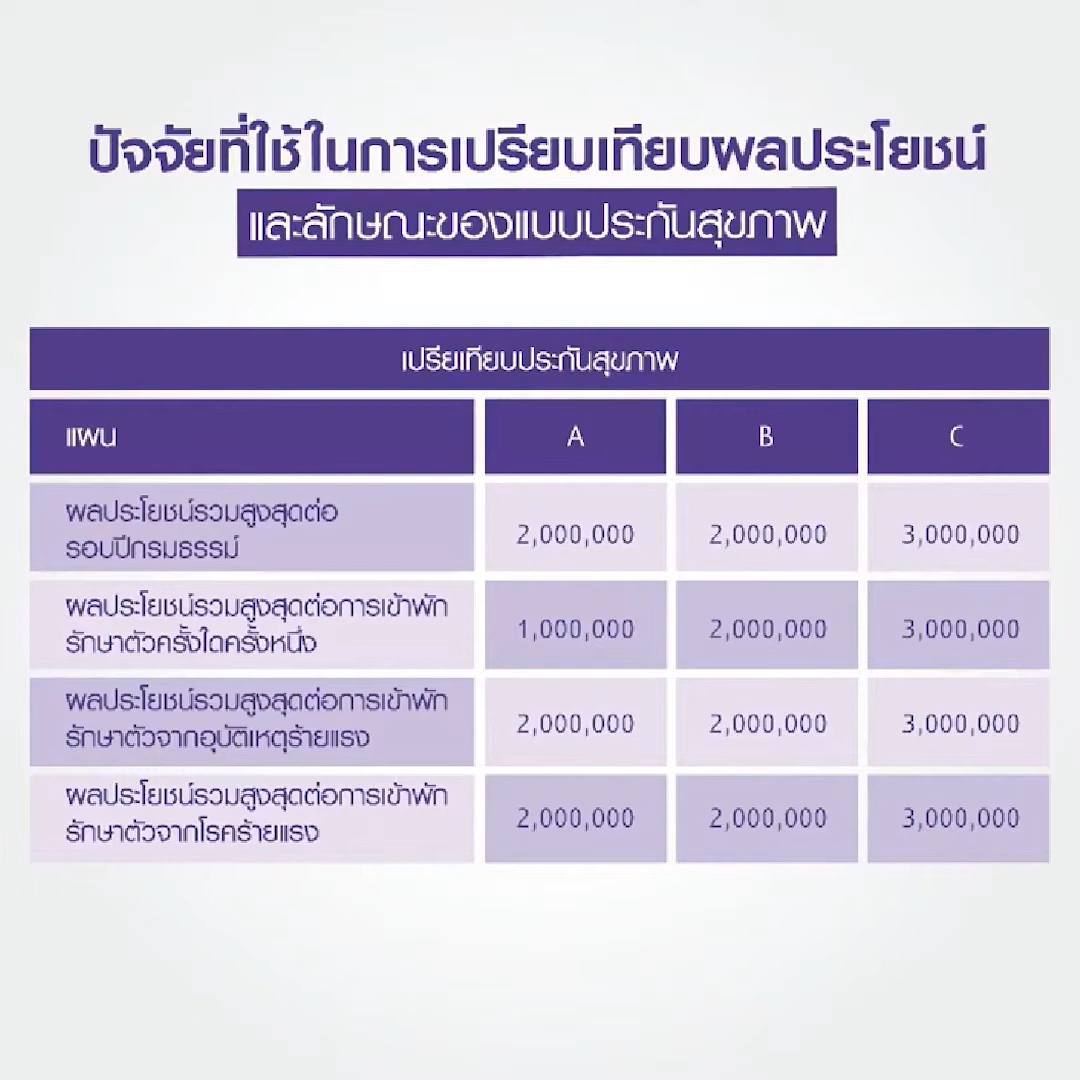 ปัจจัยที่ใช้ในการเปรียบเทียบผลประโยชน์
และลักษณะของแบบประกันสุขภาพ
เปรียเทียบประกันสุขภาพ
แผน A B C
ผลประโยชน์รวมสูงสุดต่อ
รอบปีกรมธรรม์ 2,000,000 2,000,000 3,000,000
ผลประโยชน์รวมสูงสุดต่อการเข้าพัก
รักษาตัวครั้งใดครั้งหนึ่ง 1,000,000 2,000,000 3,000,000
ผลประโยชน์รวมสูงสุดต่อการเข้าพัก
รักษาตัวจากอุบัติเหตุร้ายแรง 2,000,000 2,000,000 3,000,000
ผลประโยชน์รวมสูงสุดต่อการเข้าพัก
รักษาตัวจากโรคร้ายแรง 2,000,000 2,000,000 3,000,000